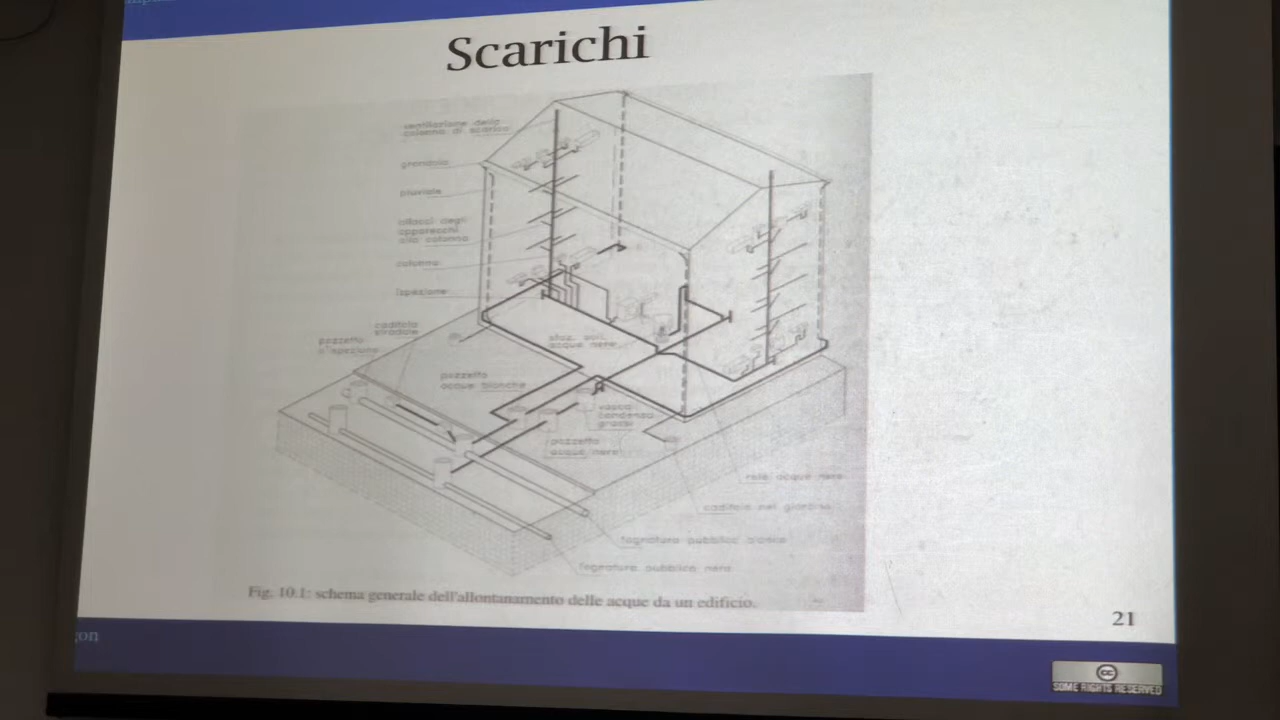 Scarichi
ventilazione della
colonna di scarico
gronda
pluviale
allacci degli
apparecchi
alla colonna
colonna
ispezione
caditoia
stradale
pozzetto
d'ispezione
pozzetto
acque bianche
acque nere
vasca
condensa
grassi
pozzetto
acque nere
rete acque nere
caditoia nel giardino
fognatura pubblica bianca
fognatura pubblica nera
Fig. 10.1: schema generale dell'allontanamento delle acque da un edificio.
21
gon
cc
SOME RIGHTS RESERVED